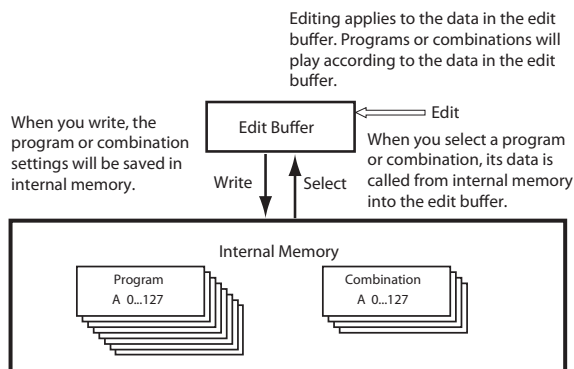 Editing applies to the data in the edit
buffer. Programs or combinations will
play according to the data in the edit
buffer.
Edit
Edit Buffer
When you write, the
program or combination
settings will be saved in
internal memory.
When you select a program
or combination, its data is
called from internal memory
into the edit buffer.
Write
Select
Internal Memory
Program
A 0...127
Combination
A 0...127